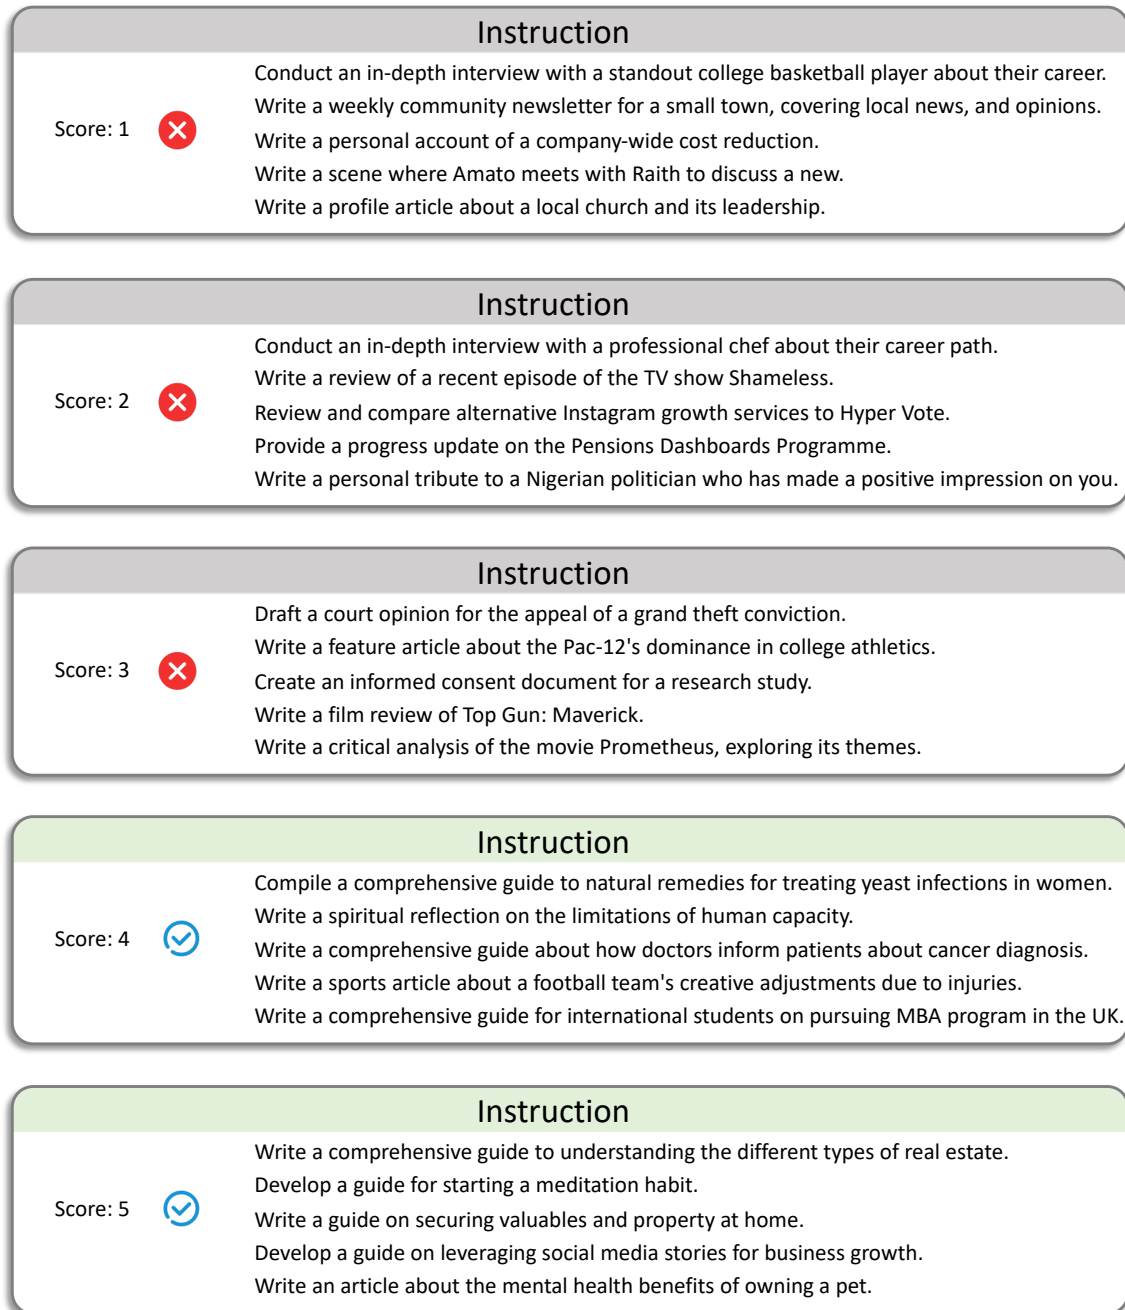 Instruction
Score: 1
Conduct an in-depth interview with a standout college basketball player about their career.
Write a weekly community newsletter for a small town, covering local news, and opinions.
Write a personal account of a company-wide cost reduction.
Write a scene where Amato meets with Raith to discuss a new.
Write a profile article about a local church and its leadership.
Instruction
Score: 2
Conduct an in-depth interview with a professional chef about their career path.
Write a review of a recent episode of the TV show Shameless.
Review and compare alternative Instagram growth services to Hyper Vote.
Provide a progress update on the Pensions Dashboards Programme.
Write a personal tribute to a Nigerian politician who has made a positive impression on you.
Instruction
Score: 3
Draft a court opinion for the appeal of a grand theft conviction.
Write a feature article about the Pac-12's dominance in college athletics.
Create an informed consent document for a research study.
Write a film review of Top Gun: Maverick.
Write a critical analysis of the movie Prometheus, exploring its themes.
Instruction
Score: 4
Compile a comprehensive guide to natural remedies for treating yeast infections in women.
Write a spiritual reflection on the limitations of human capacity.
Write a comprehensive guide about how doctors inform patients about cancer diagnosis.
Write a sports article about a football team's creative adjustments due to injuries.
Write a comprehensive guide for international students on pursuing MBA program in the UK.
Instruction
Score: 5
Write a comprehensive guide to understanding the different types of real estate.
Develop a guide for starting a meditation habit.
Write a guide on securing valuables and property at home.
Develop a guide on leveraging social media stories for business growth.
Write an article about the mental health benefits of owning a pet.